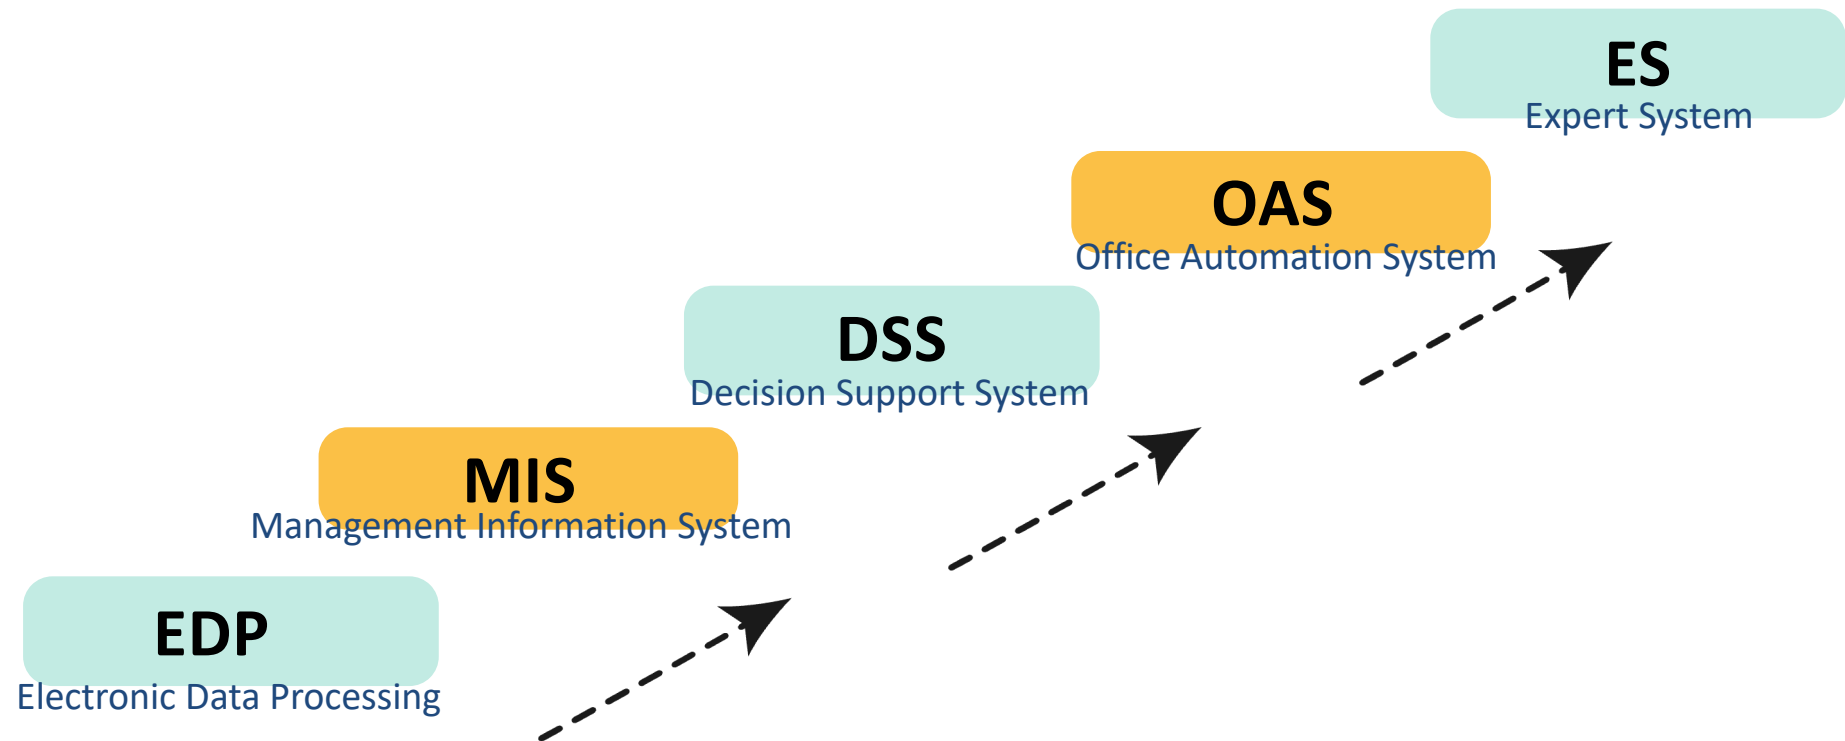 ES
Expert System
OAS
Office Automation System
DSS
Decision Support System
MIS
Management Information System
EDP
Electronic Data Processing